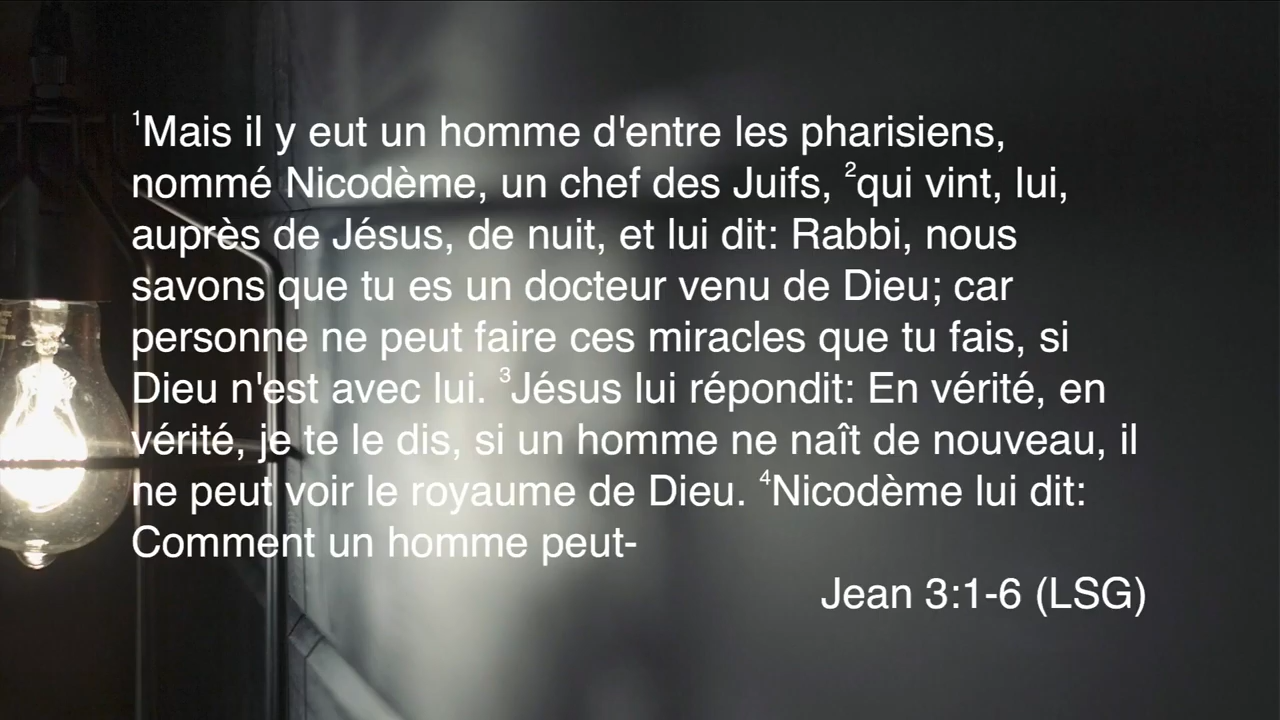 ¹Mais il y eut un homme d'entre les pharisiens,
nommé Nicodème, un chef des Juifs, ²qui vint, lui,
auprès de Jésus, de nuit, et lui dit: Rabbi, nous
savons que tu es un docteur venu de Dieu; car
personne ne peut faire ces miracles que tu fais, si
Dieu n'est avec lui. ³Jésus lui répondit: En vérité, en
vérité, je te le dis, si un homme ne naît de nouveau, il
ne peut voir le royaume de Dieu. ⁴Nicodème lui dit:
Comment un homme peut-
Jean 3:1-6 (LSG)